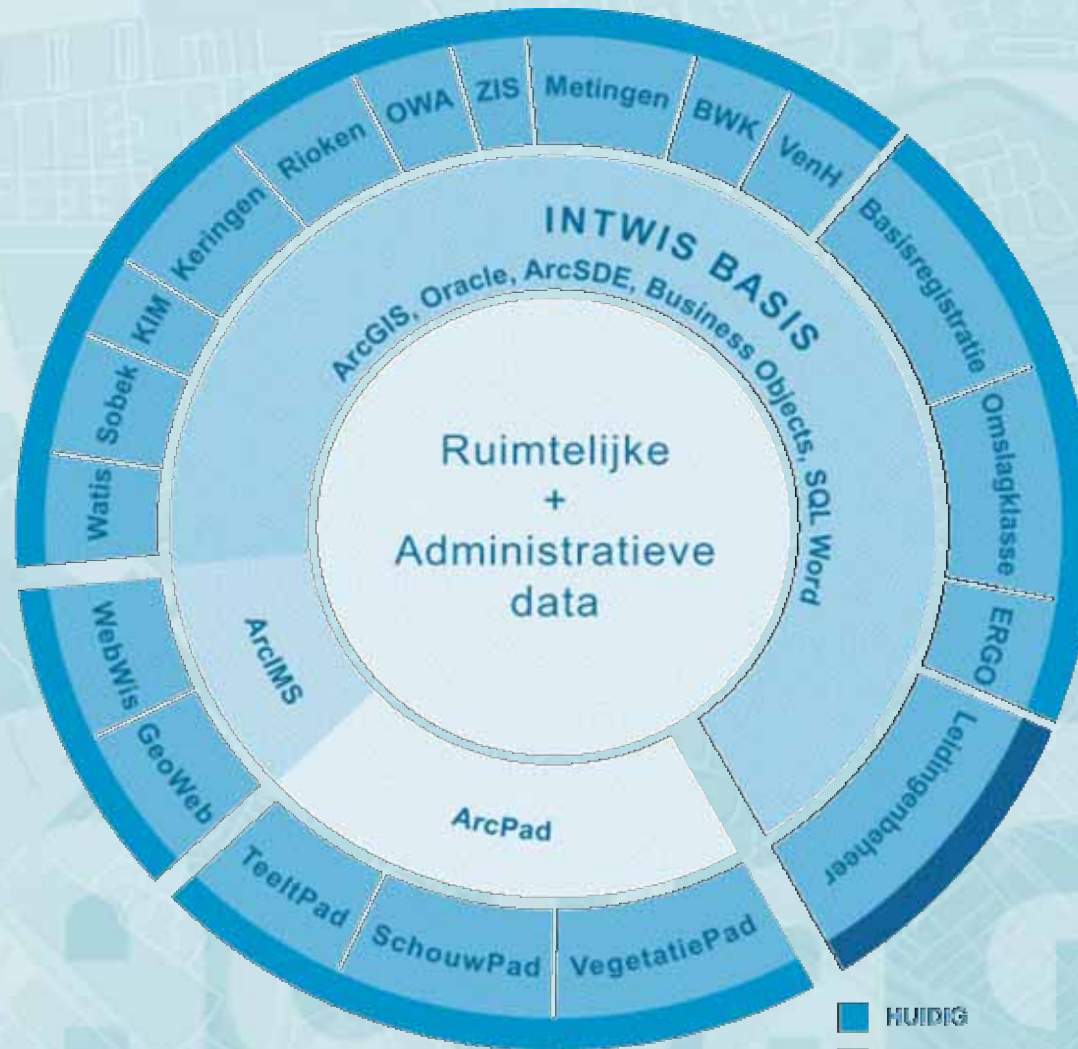 Watis
Sobek
KIM
Keringen
Rioken
OWA
ZIS
Metingen
BWK
VenH
Basisregistratie
Omslagklasse
ERGO
Leidingenbeheer
VegetatiePad
SchouwPad
TeeltPad
GeoWeb
WebWis
INTWIS BASIS
ArcGIS, Oracle, ArcSDE, Business Objects, SQL Word
ArcIMS
ArcPad
Ruimtelijke
+
Administratieve
data
HUIDIG